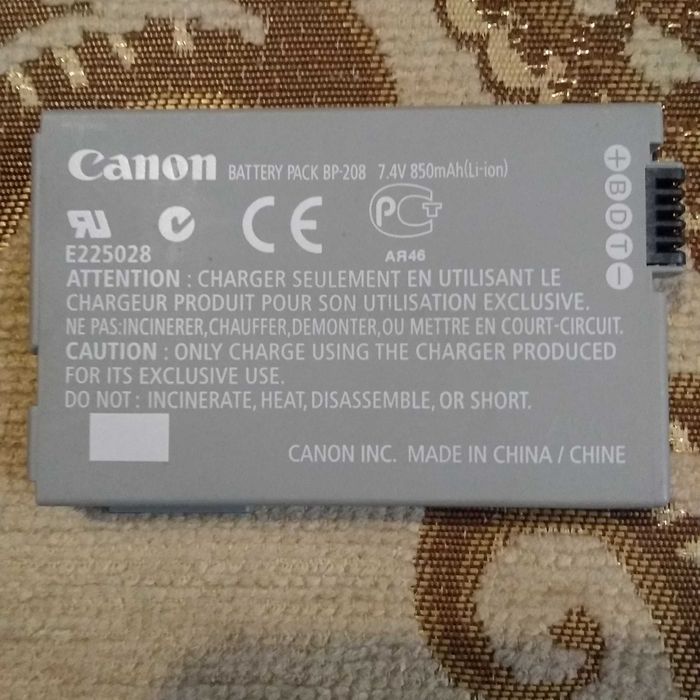 Canon BATTERY PACK BP-208 7.4V 850mAh(Li-ion)
+
B
D
T
−
E225028
CE
РСТ
AR46
ATTENTION : CHARGER SEULEMENT EN UTILISANT LE
CHARGEUR PRODUIT POUR SON UTILISATION EXCLUSIVE.
NE PAS:INCINERER,CHAUFFER,DEMONTER,OU METTRE EN COURT-CIRCUIT.
CAUTION : ONLY CHARGE USING THE CHARGER PRODUCED
FOR ITS EXCLUSIVE USE.
DO NOT : INCINERATE, HEAT, DISASSEMBLE, OR SHORT.
CANON INC. MADE IN CHINA / CHINE